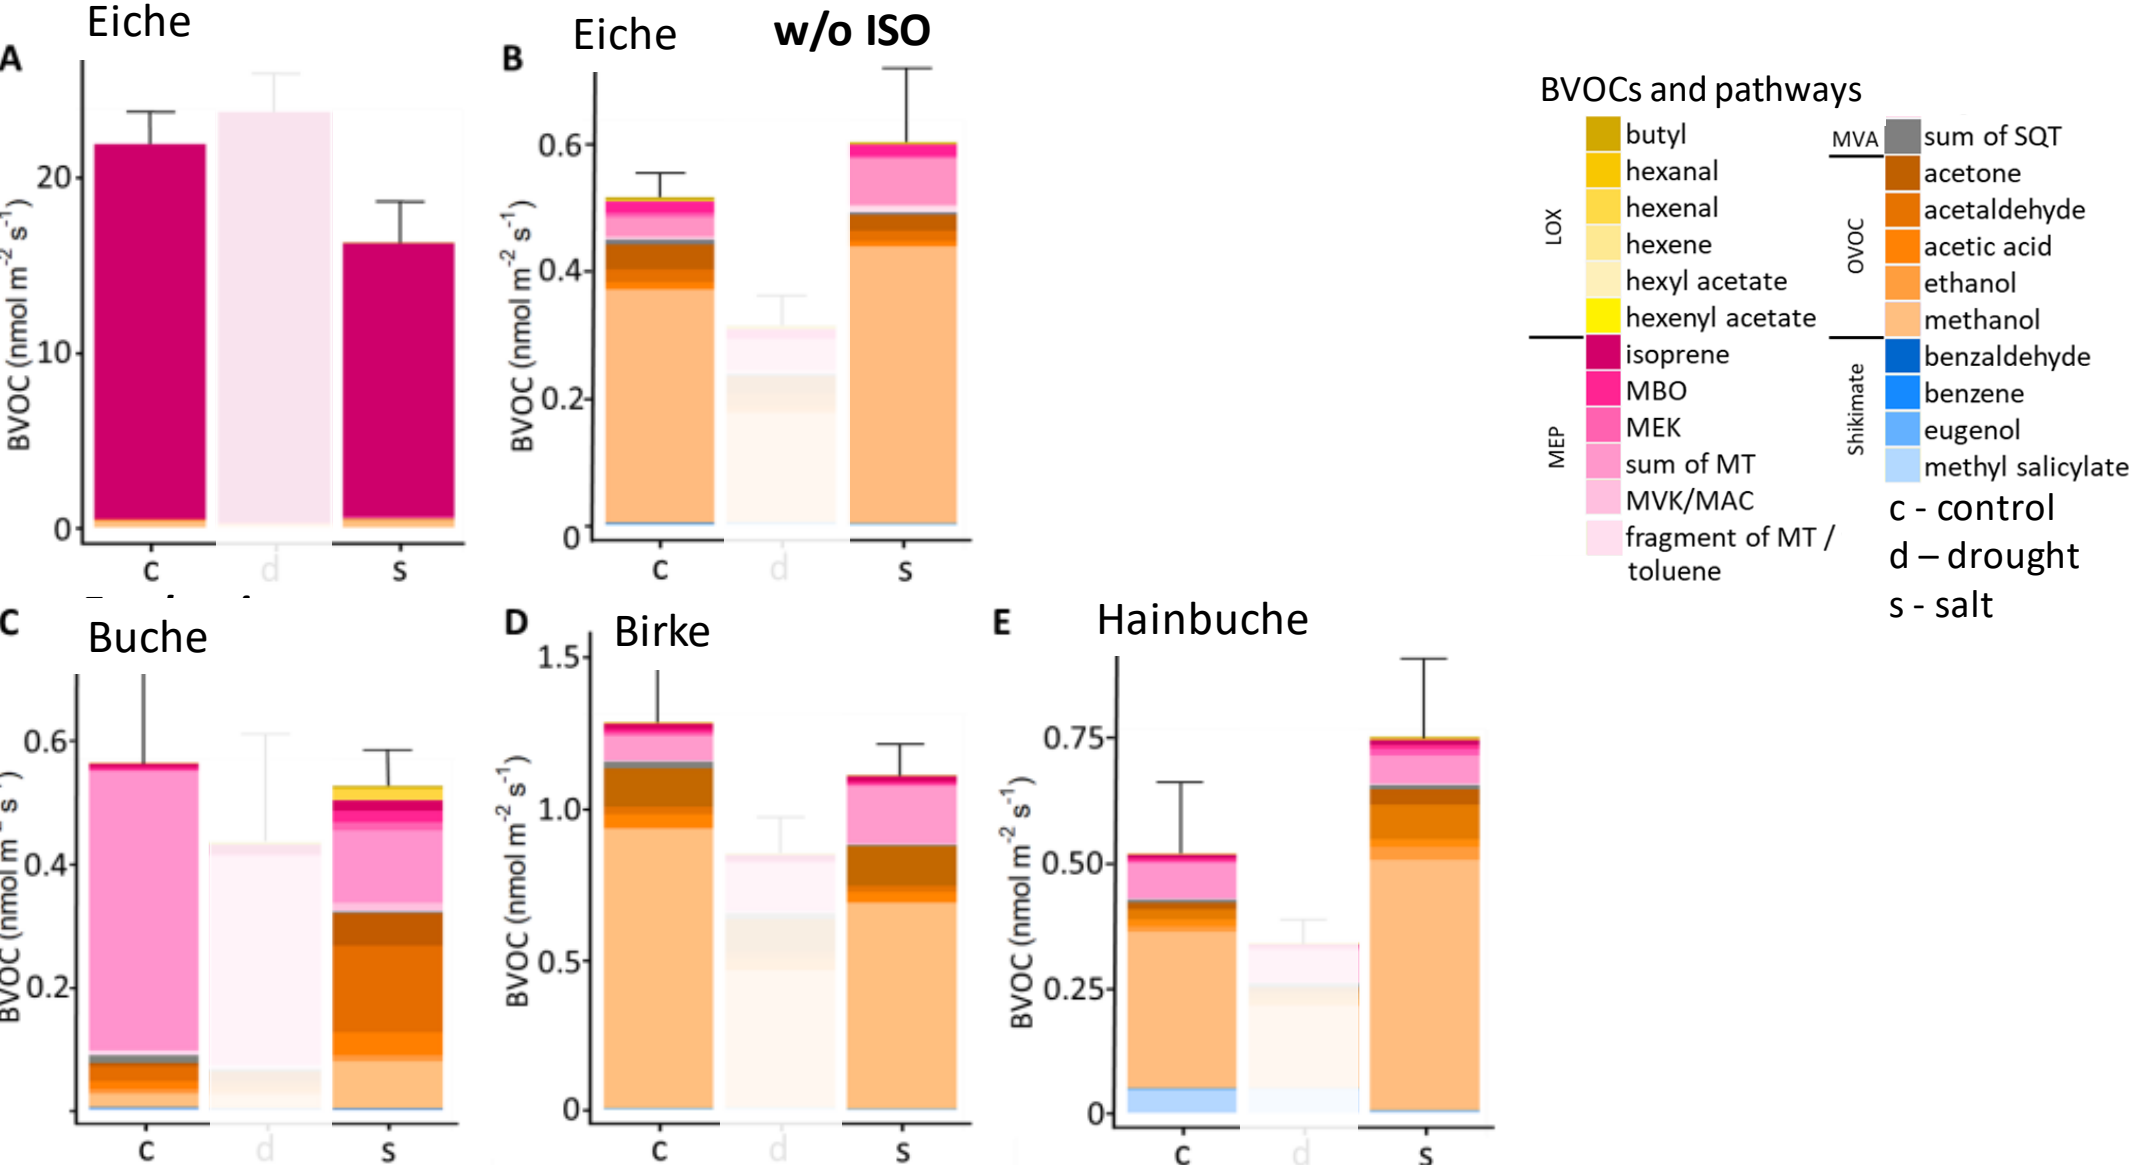 Eiche
A
BVOC (nmol m-2 s-1)
20
10
0
c
d
s
Eiche
w/o ISO
B
BVOC (nmol m-2 s-1)
0.6
0.4
0.2
0
c
d
s
BVOCs and pathways
LOX
butyl
hexanal
hexenal
hexene
hexyl acetate
hexenyl acetate
MEP
isoprene
MBO
MEK
sum of MT
MVK/MAC
fragment of MT /
toluene
MVA
sum of SQT
OVOC
acetone
acetaldehyde
acetic acid
ethanol
methanol
Shikimate
benzaldehyde
benzene
eugenol
methyl salicylate
c - control
d – drought
s - salt
C
Buche
BVOC (nmol m-2 s-1)
0.6
0.4
0.2
c
d
s
D
Birke
BVOC (nmol m-2 s-1)
1.5
1.0
0.5
0
c
d
s
E
Hainbuche
BVOC (nmol m-2 s-1)
0.75
0.50
0.25
0
c
d
s